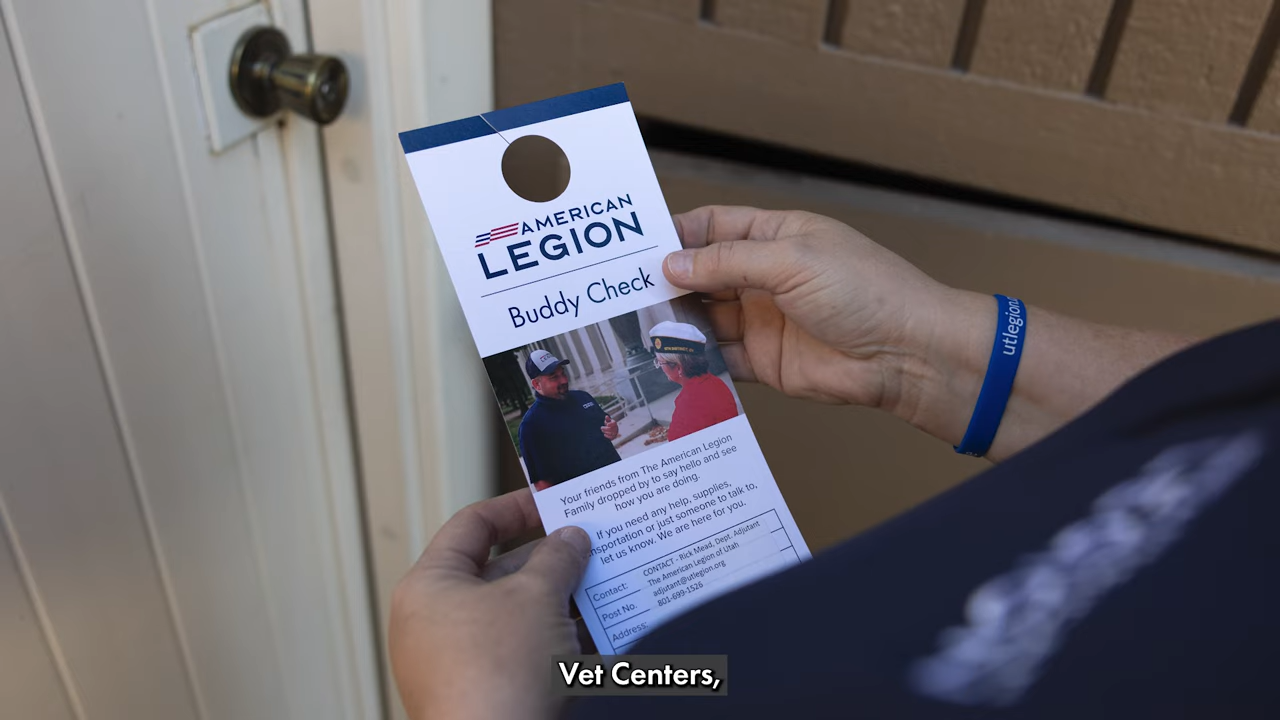 AMERICAN
LEGION
Buddy Check
Your friends from The American Legion
Family dropped by to say hello and see
how you are doing.
If you need any help, supplies,
or just someone to talk to,
let us know. We are here for you.
Contact: CONTACT - Rick Mead, Dept. Adjutant
The American Legion of Utah
Post No. adjutant@utlegion.org
801-699-1526
Address:
utlegion
Vet Centers,